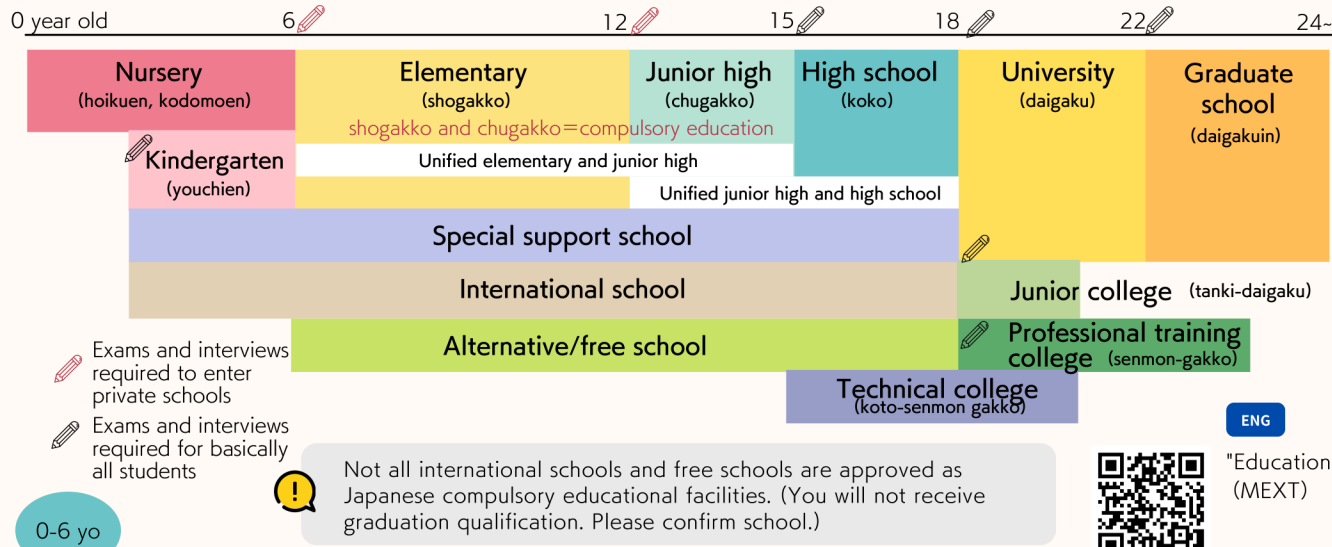 0 year old
6
12
15
18
22
24~
Nursery
(hoikuen, kodomoen)
Elementary
(shogakko)
Junior high
(chugakko)
High school
(koko)
University
(daigaku)
Graduate
school
(daigakuin)
shogakko and chugakko=compulsory education
Kindergarten
(youchien)
Unified elementary and junior high
Unified junior high and high school
Special support school
International school
Junior college (tanki-daigaku)
Alternative/free school
Professional training
college (senmon-gakko)
Technical college
(koto-senmon gakko)
Exams and interviews
required to enter
private schools
Exams and interviews
required for basically
all students
!
Not all international schools and free schools are approved as
Japanese compulsory educational facilities. (You will not receive
graduation qualification. Please confirm school.)
ENG
"Education
(MEXT)
0-6 yo